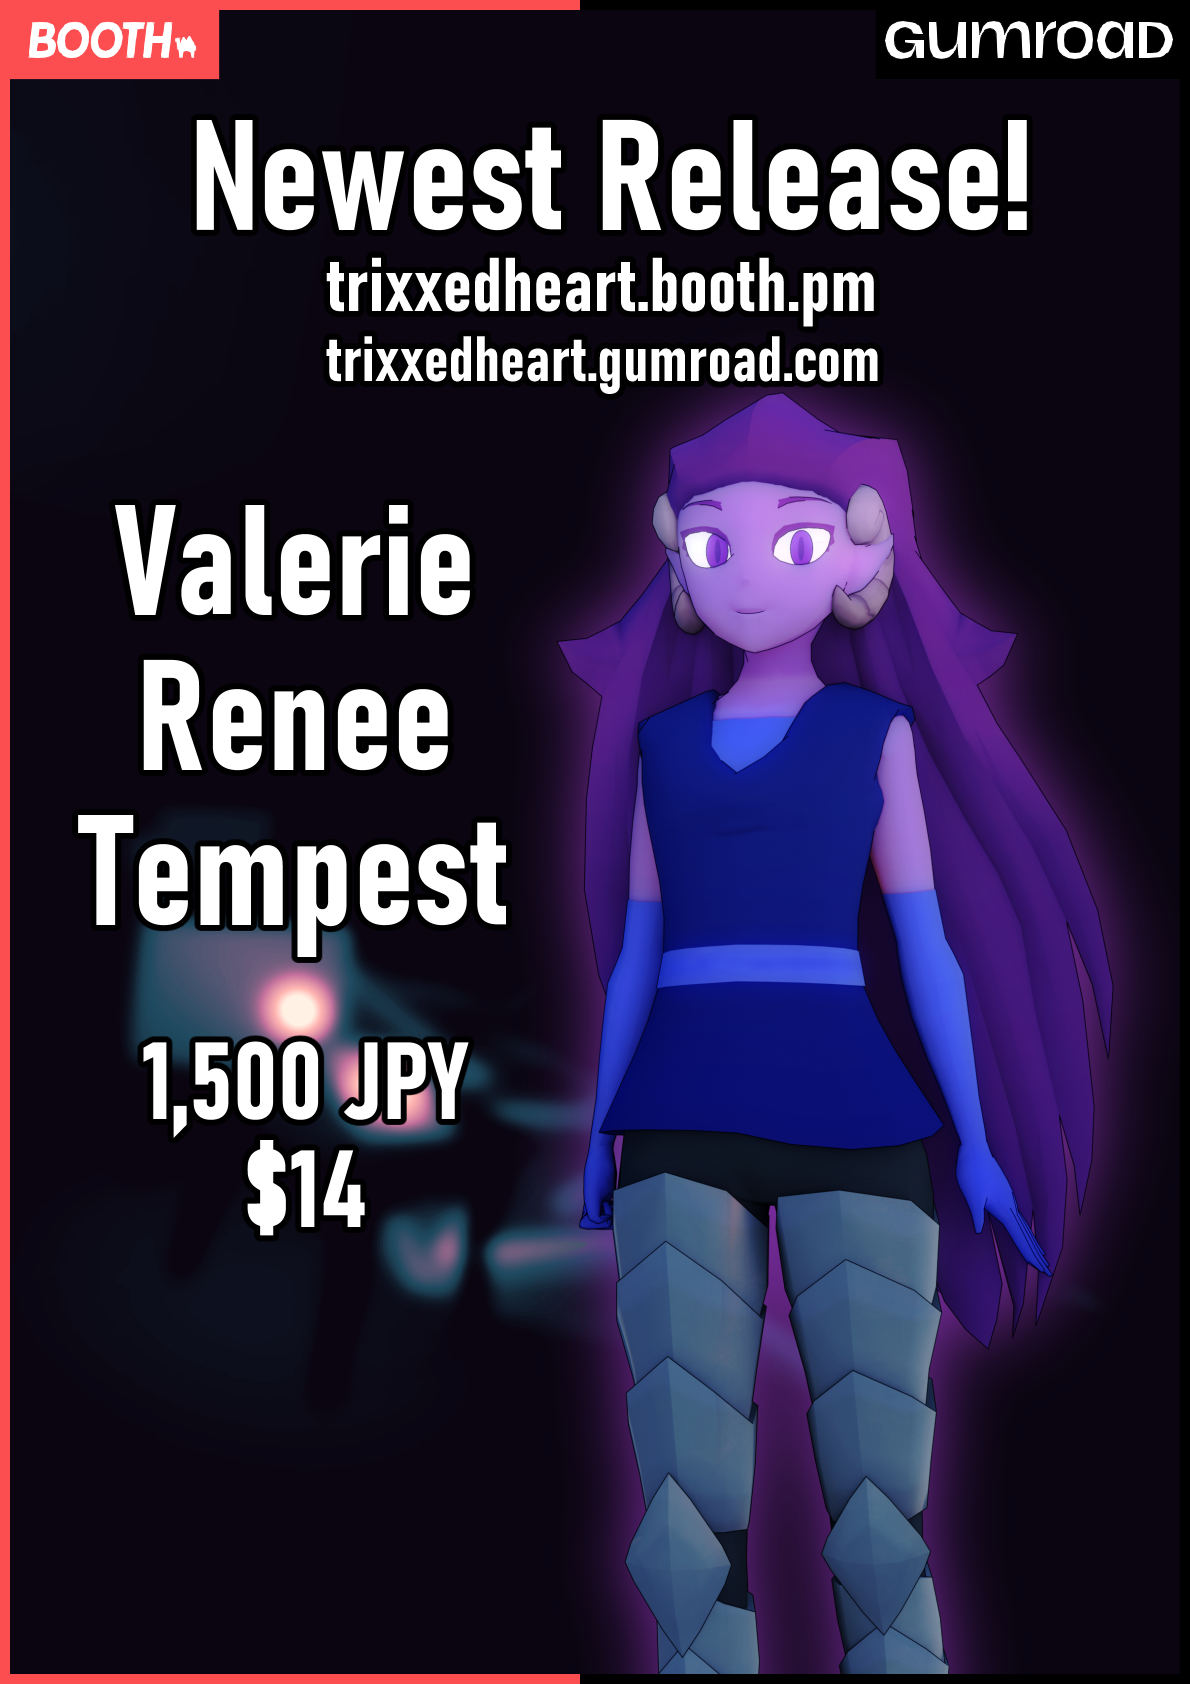 BOOTH
GUMROAD
Newest Release!
trixxedheart.booth.pm
trixxedheart.gumroad.com
Valerie
Renee
Tempest
1,500 JPY
$14